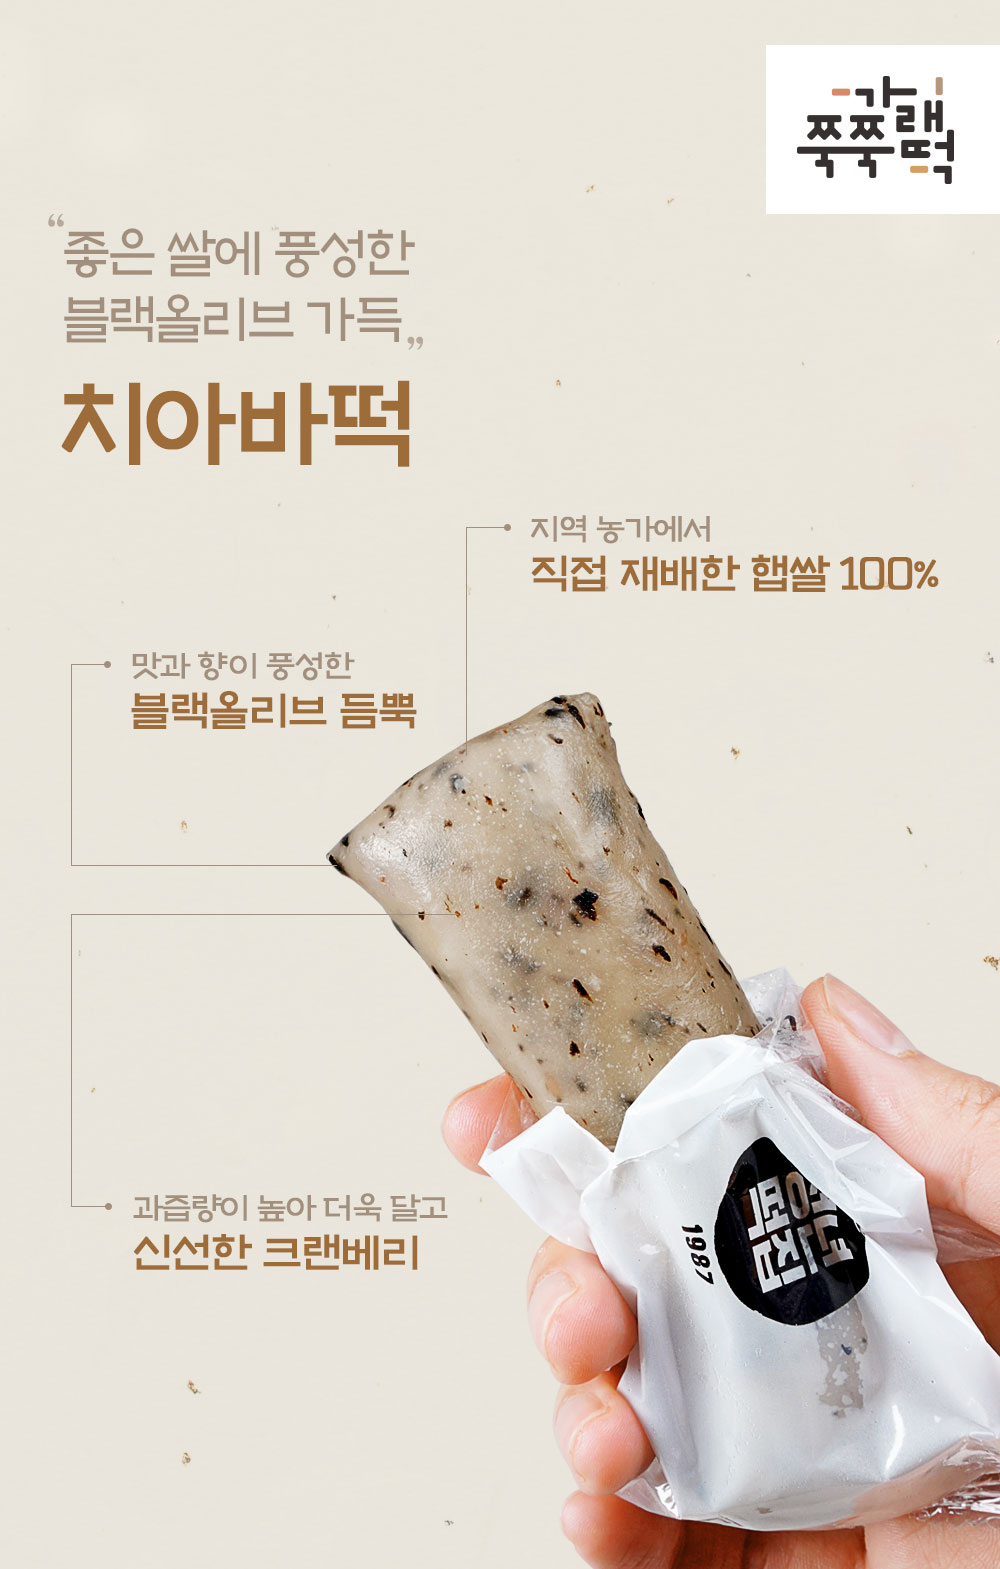 쭉쭉가래떡
“좋은 쌀에 풍성한
블랙올리브 가득”
치아바떡
지역 농가에서
직접 재배한 햅쌀 100%
맛과 향이 풍성한
블랙올리브 듬뿍
과즙량이 높아 더욱 달고
신선한 크랜베리
떡집
1987